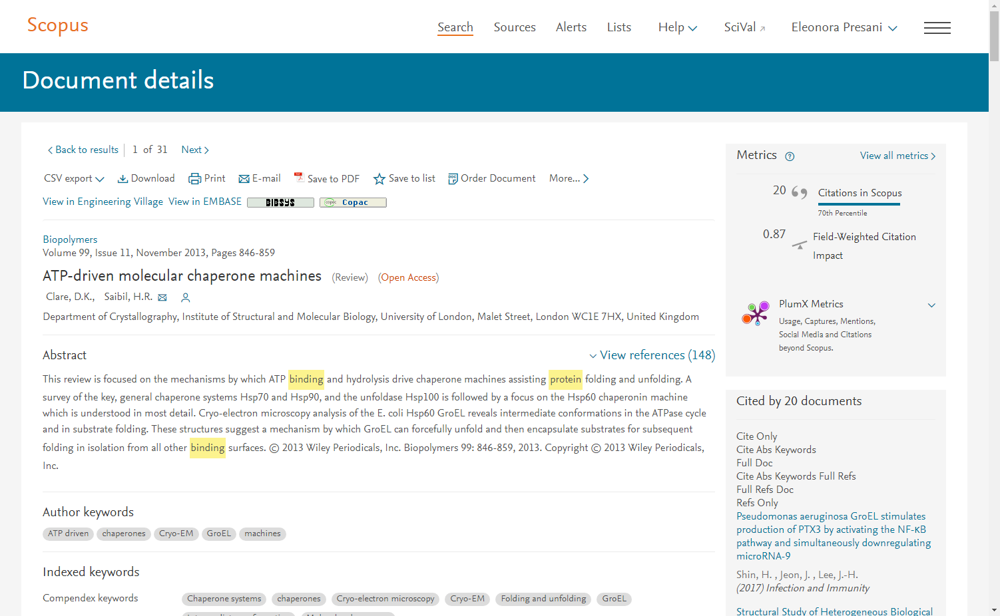 Scopus
Search Sources Alerts Lists Help SciVal Eleonora Presani
Document details
Back to results 1 of 31 Next
CSV export Download Print E-mail Save to PDF Save to list Order Document More...
View in Engineering Village View in EMBASE BIBSYS copac Copac
Biopolymers
Volume 99, Issue 11, November 2013, Pages 846-859
ATP-driven molecular chaperone machines (Review) (Open Access)
Clare, D.K., Saibil, H.R.
Department of Crystallography, Institute of Structural and Molecular Biology, University of London, Malet Street, London WC1E 7HX, United Kingdom
Abstract View references (148)
This review is focused on the mechanisms by which ATP binding and hydrolysis drive chaperone machines assisting protein folding and unfolding. A
survey of the key, general chaperone systems Hsp70 and Hsp90, and the unfoldase Hsp100 is followed by a focus on the Hsp60 chaperonin machine
which is understood in most detail. Cryo-electron microscopy analysis of the E. coli Hsp60 GroEL reveals intermediate conformations in the ATPase cycle
and in substrate folding. These structures suggest a mechanism by which GroEL can forcefully unfold and then encapsulate substrates for subsequent
folding in isolation from all other binding surfaces. © 2013 Wiley Periodicals, Inc. Biopolymers 99: 846-859, 2013. Copyright © 2013 Wiley Periodicals,
Inc.
Author keywords
ATP driven chaperones Cryo-EM GroEL machines
Indexed keywords
Compendex keywords Chaperone systems chaperones Cryo-electron microscopy Cryo-EM Folding and unfolding GroEL
Metrics ? View all metrics
20 Citations in Scopus
70th Percentile
0.87 Field-Weighted Citation
Impact
PlumX Metrics
Usage, Captures, Mentions,
Social Media and Citations
beyond Scopus.
Cited by 20 documents
Cite Only
Cite Abs Keywords
Full Doc
Cite Abs Keywords Full Refs
Full Refs Doc
Refs Only
Pseudomonas aeruginosa GroEL stimulates
production of PTX3 by activating the NF-κB
pathway and simultaneously downregulating
microRNA-9
Shin, H. , Jeon, J. , Lee, J.-H.
(2017) Infection and Immunity
Structural Study of Heterogeneous Biological